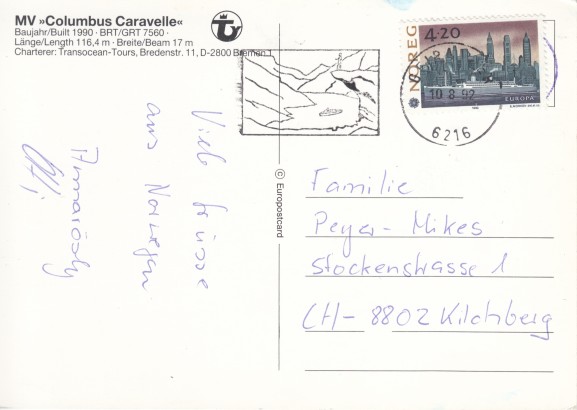 MV »Columbus Caravelle«
Baujahr/Built 1990 · BRT/GRT 7560 ·
Länge/Length 116,4 m · Breite/Beam 17 m
Charterer: Transocean-Tours, Bredenstr. 11, D-2800 Bremen 1
NOREG
4.20
EUROPA
10.8.92
6216
Viele Grüsse
aus Norwegen
© Europostcard
Familie
Peyer-Mikes
Stockenstrasse 1
CH-8802 Kilchberg